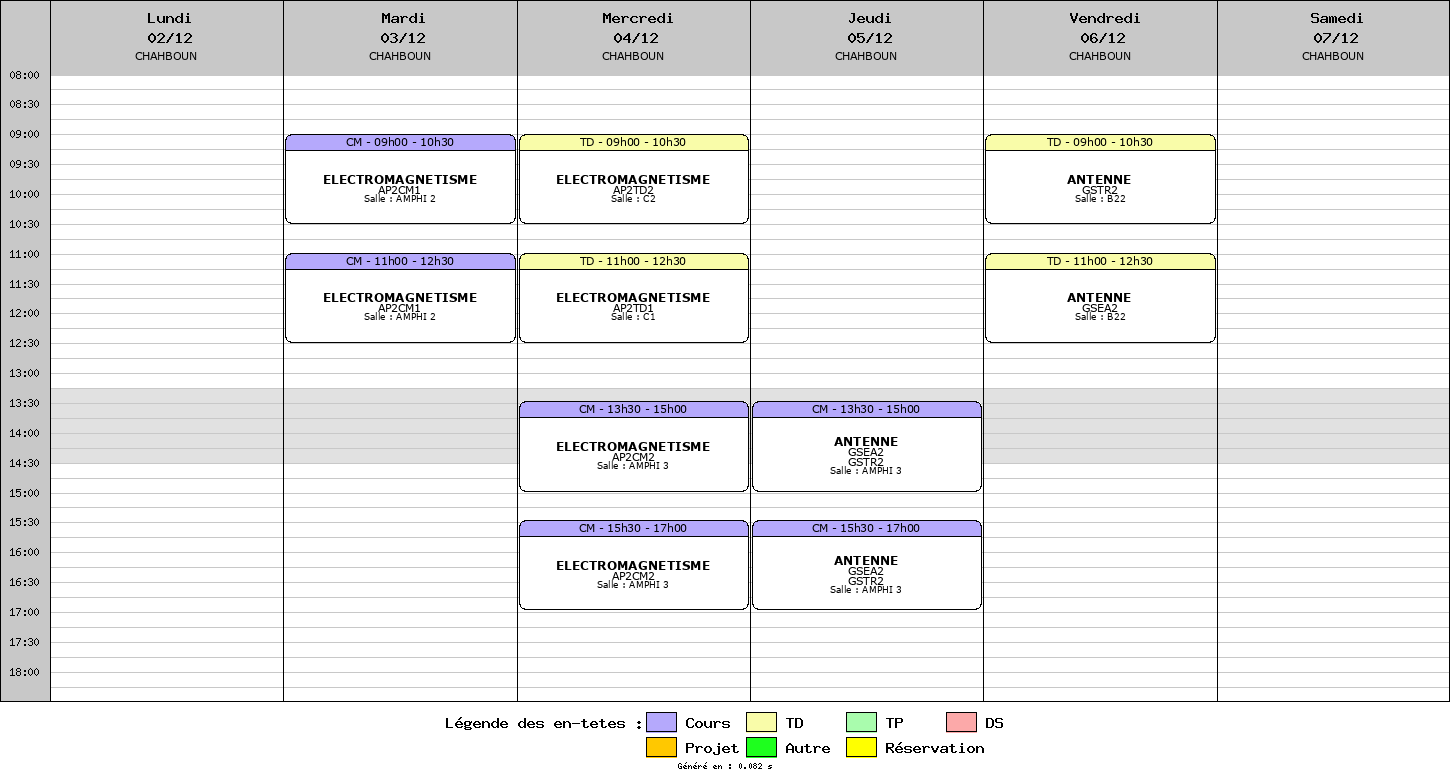 Lundi
02/12
CHAHBOUN
Mardi
03/12
CHAHBOUN
Mercredi
04/12
CHAHBOUN
Jeudi
05/12
CHAHBOUN
Vendredi
06/12
CHAHBOUN
Samedi
07/12
CHAHBOUN
08:00
08:30
09:00
09:30
10:00
10:30
11:00
11:30
12:00
12:30
13:00
13:30
14:00
14:30
15:00
15:30
16:00
16:30
17:00
17:30
18:00
CM - 09h00 - 10h30
ELECTROMAGNETISME
AP2CM1
Salle : AMPHI 2
CM - 11h00 - 12h30
ELECTROMAGNETISME
AP2CM1
Salle : AMPHI 2
TD - 09h00 - 10h30
ELECTROMAGNETISME
AP2TD2
Salle : C2
TD - 11h00 - 12h30
ELECTROMAGNETISME
AP2TD1
Salle : C1
CM - 13h30 - 15h00
ELECTROMAGNETISME
AP2CM2
Salle : AMPHI 3
CM - 15h30 - 17h00
ELECTROMAGNETISME
AP2CM2
Salle : AMPHI 3
CM - 13h30 - 15h00
ANTENNE
GSEA2
GSTR2
Salle : AMPHI 3
CM - 15h30 - 17h00
ANTENNE
GSEA2
GSTR2
Salle : AMPHI 3
TD - 09h00 - 10h30
ANTENNE
GSTR2
Salle : B22
TD - 11h00 - 12h30
ANTENNE
GSEA2
Salle : B22
Légende des en-tetes : Cours TD TP DS
Projet Autre Réservation
Généré en : 0.082 s